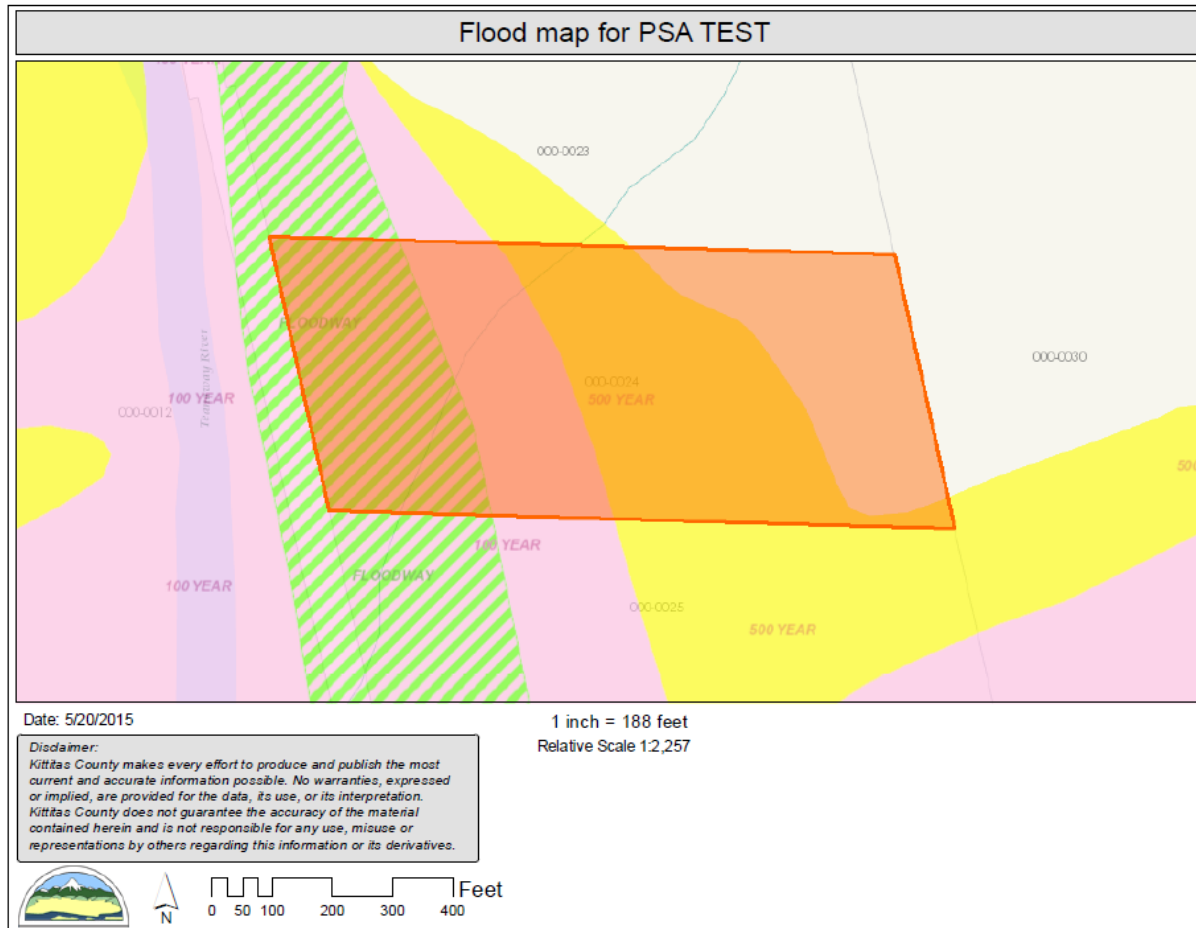 Flood map for PSA TEST
000-0023
FLOODWAY
000-0030
000-0024
100 YEAR
500 YEAR
000-0012
Teanaway River
500
100 YEAR
FLOODWAY
100 YEAR
000-0025
500 YEAR
Date: 5/20/2015
1 inch = 188 feet
Relative Scale 1:2,257
Disclaimer:
Kittitas County makes every effort to produce and publish the most
current and accurate information possible. No warranties, expressed
or implied, are provided for the data, its use, or its interpretation.
Kittitas County does not guarantee the accuracy of the material
contained herein and is not responsible for any use, misuse or
representations by others regarding this information or its derivatives.
N
0 50 100 200 300 400
Feet